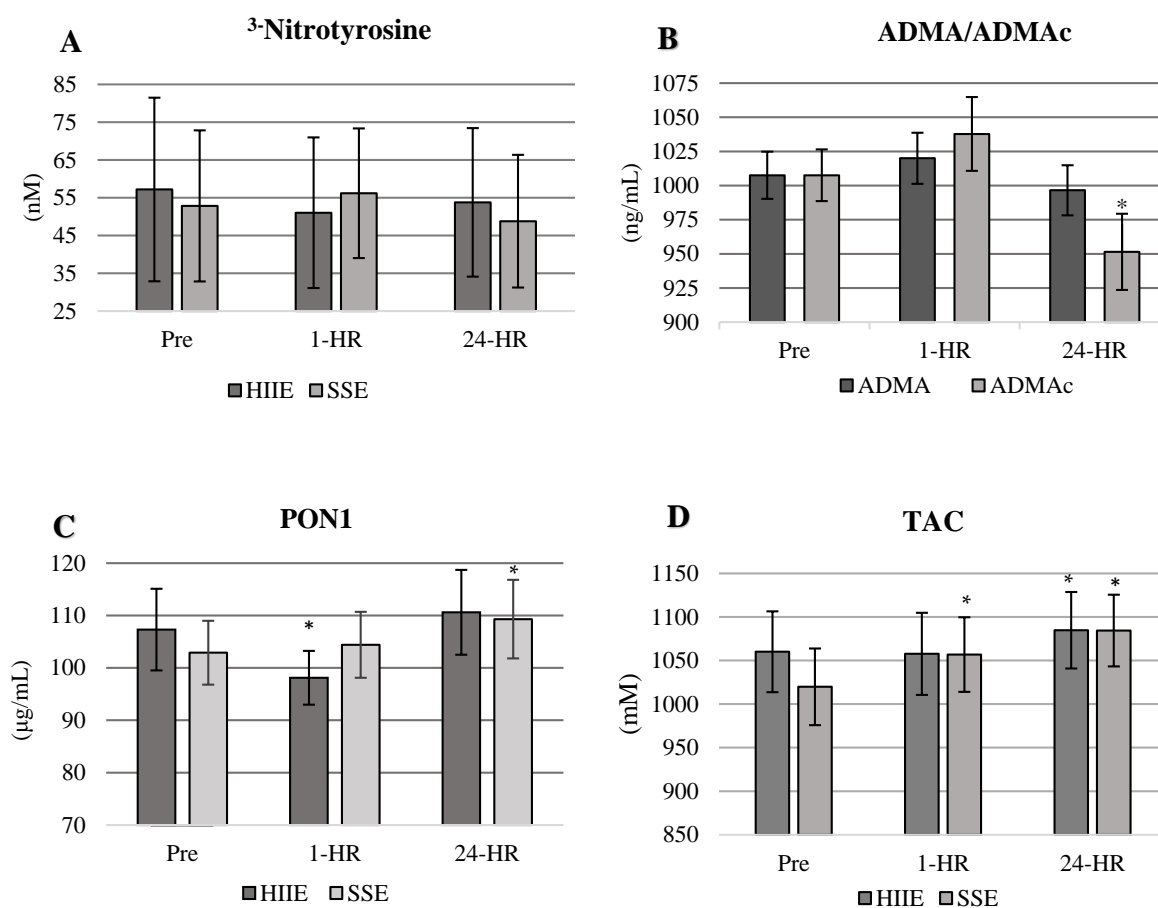 A
3-Nitrotyrosine
85
75
65
55
45
35
25
(nM)
Pre 1-HR 24-HR
HIIE SSE
B
ADMA/ADMAc
1075
1050
1025
1000
975
950
925
900
(ng/mL)
*
Pre 1-HR 24-HR
ADMA ADMAc
C
PON1
120
110
100
90
80
70
(µg/mL)
* *
Pre 1-HR 24-HR
HIIE SSE
D
TAC
1150
1100
1050
1000
950
900
850
(mM)
* * *
Pre 1-HR 24-HR
HIIE SSE